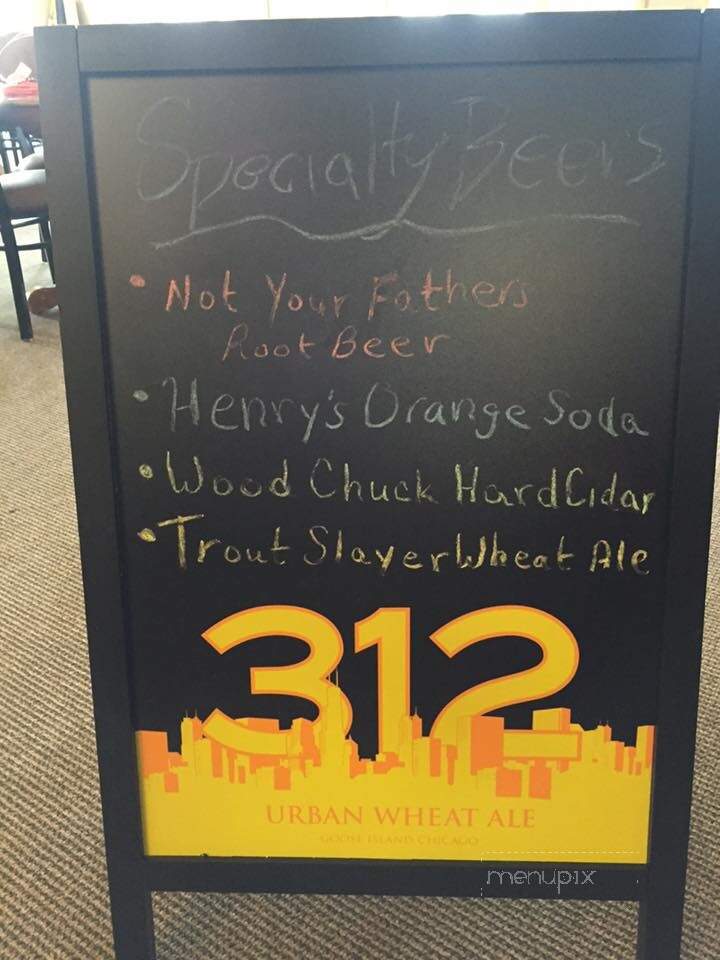 Specialty Beers
• Not Your Fathers
Root Beer
• Henry's Orange Soda
• Wood Chuck Hard Cidar
• Trout Slayer Wheat Ale
312
URBAN WHEAT ALE
GOOSE ISLAND CHICAGO
menupix